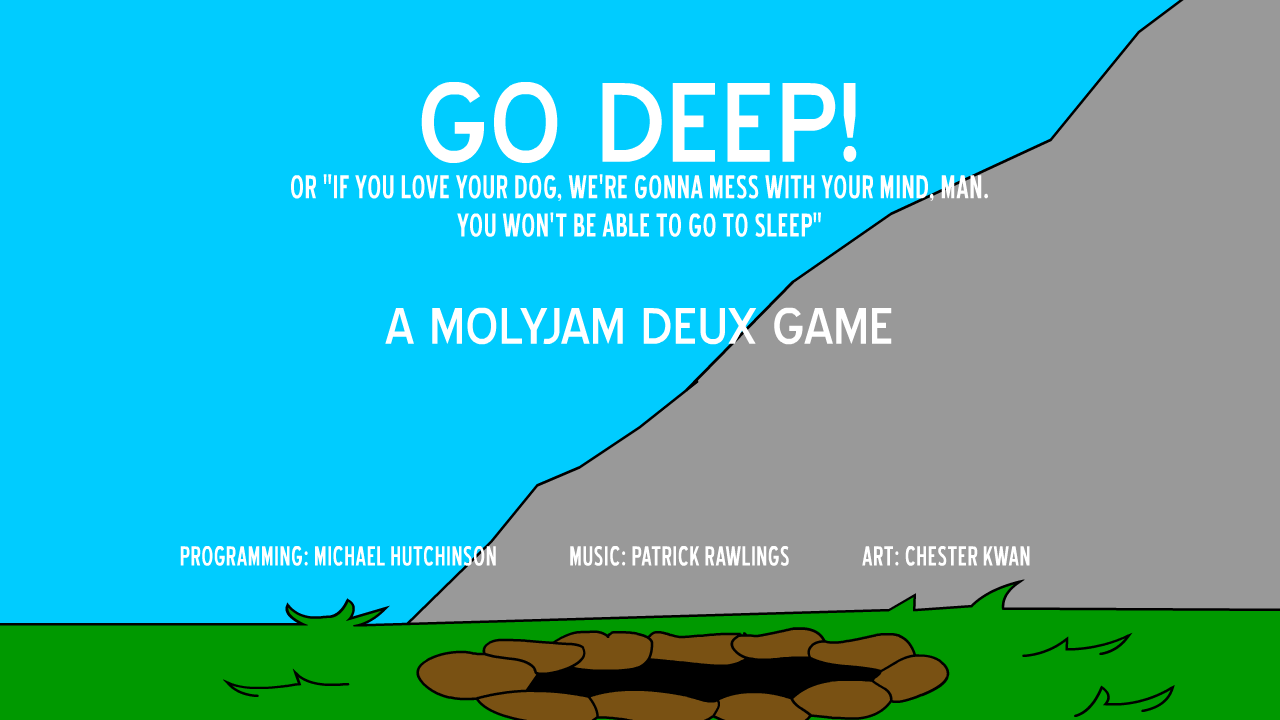 GO DEEP!
OR "IF YOU LOVE YOUR DOG, WE'RE GONNA MESS WITH YOUR MIND, MAN.
YOU WON'T BE ABLE TO GO TO SLEEP"
A MOLYJAM DEUX GAME
PROGRAMMING: MICHAEL HUTCHINSON MUSIC: PATRICK RAWLINGS ART: CHESTER KWAN